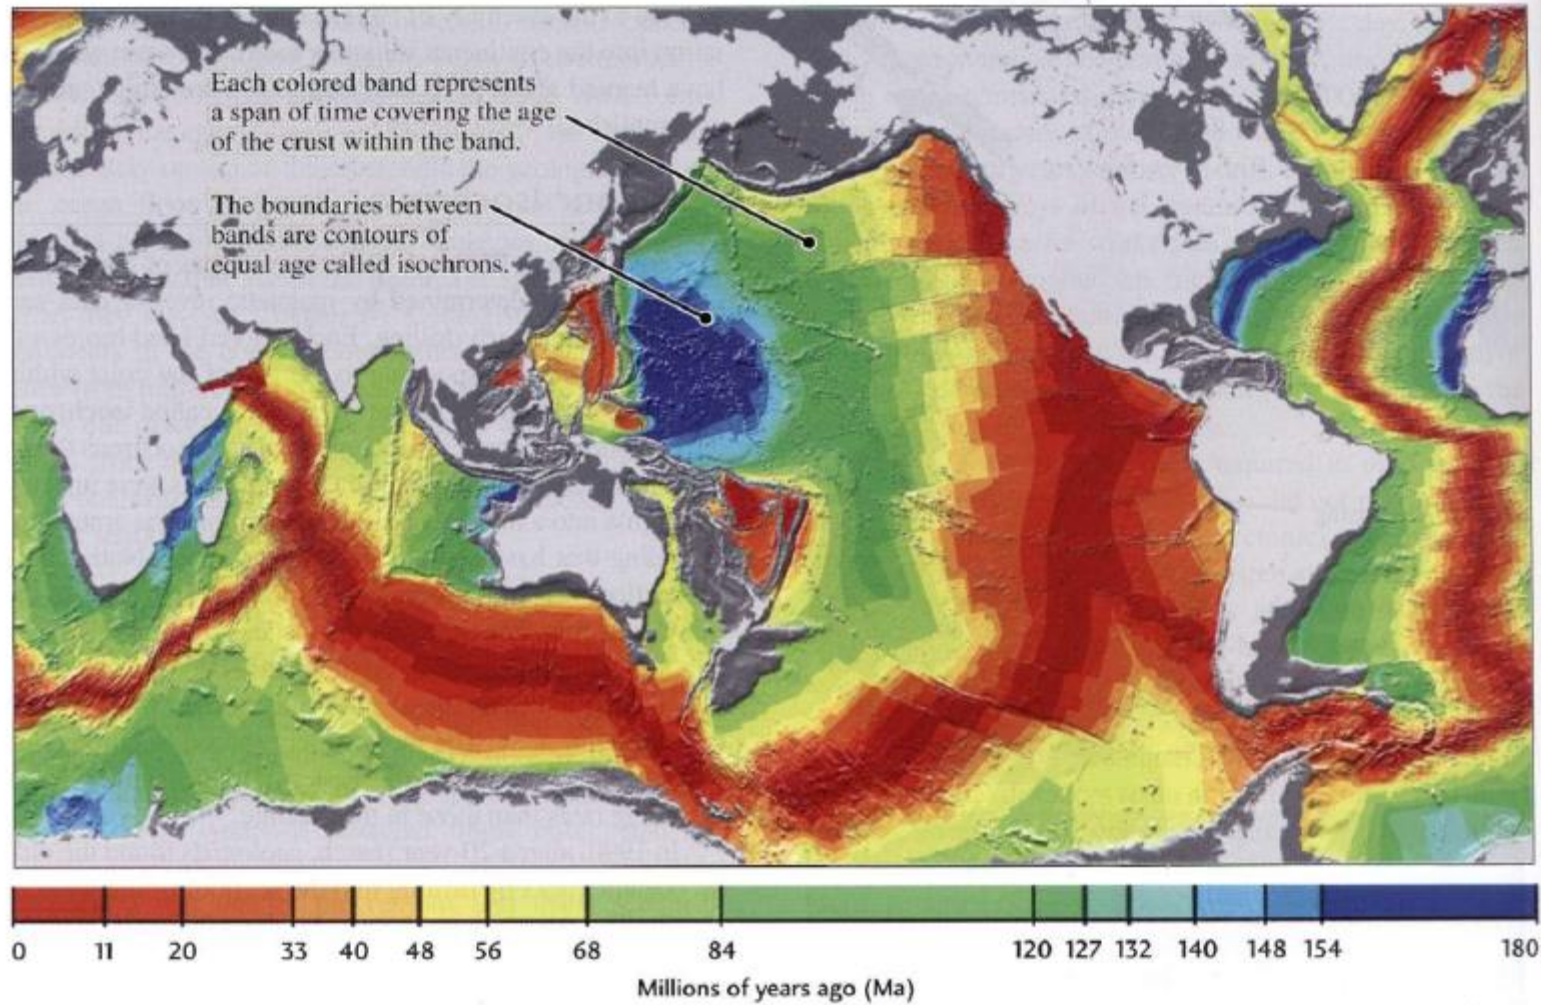 Each colored band represents
a span of time covering the age
of the crust within the band.
The boundaries between
bands are contours of
equal age called isochrons.
0 11 20 33 40 48 56 68 84 120 127 132 140 148 154 180
Millions of years ago (Ma)